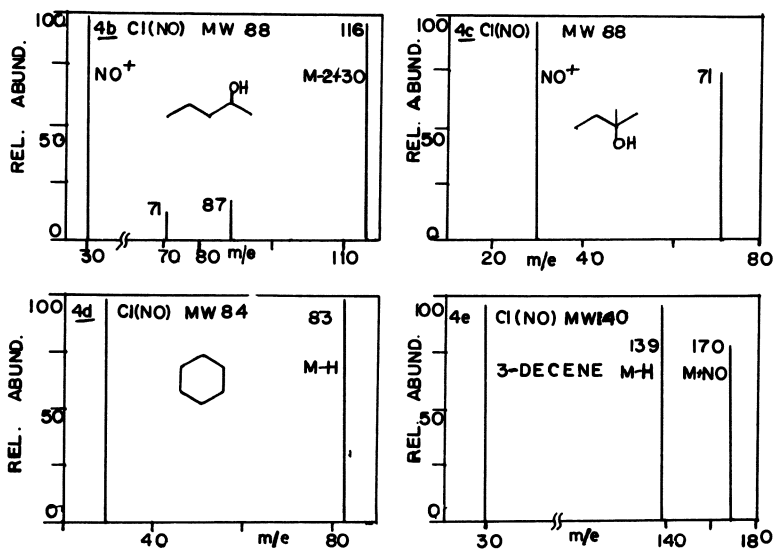 100
4b CI(NO) MW 88
116
NO+
M-2+30
OH
REL. ABUND.
50
71
87
0
30
70
80
m/e
110
100
4c CI(NO) MW 88
NO+
71
OH
REL. ABUND.
50
0
20
m/e
40
80
100
4d CI(NO) MW 84
83
M-H
REL. ABUND.
50
0
40
m/e
80
100
4e CI(NO) MW140
139
170
3-DECENE M-H M+NO
REL. ABUND.
50
0
30
m/e
140
180